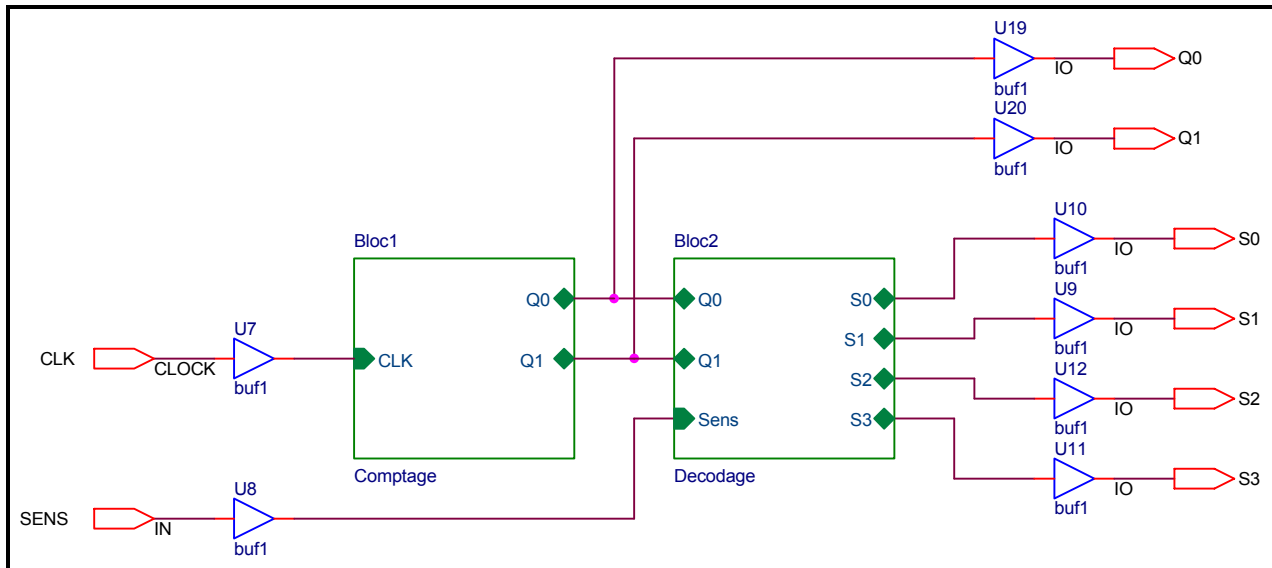 U19
IO
Q0
buf1
U20
IO
Q1
buf1
U10
IO
S0
buf1
Bloc1
Bloc2
Q0
Q0
S0
U9
IO
S1
buf1
U7
CLK
CLOCK
buf1
CLK
Q1
Q1
S1
S2
U12
IO
S2
buf1
Sens
S3
U11
IO
S3
buf1
Comptage
Decodage
U8
SENS
IN
buf1